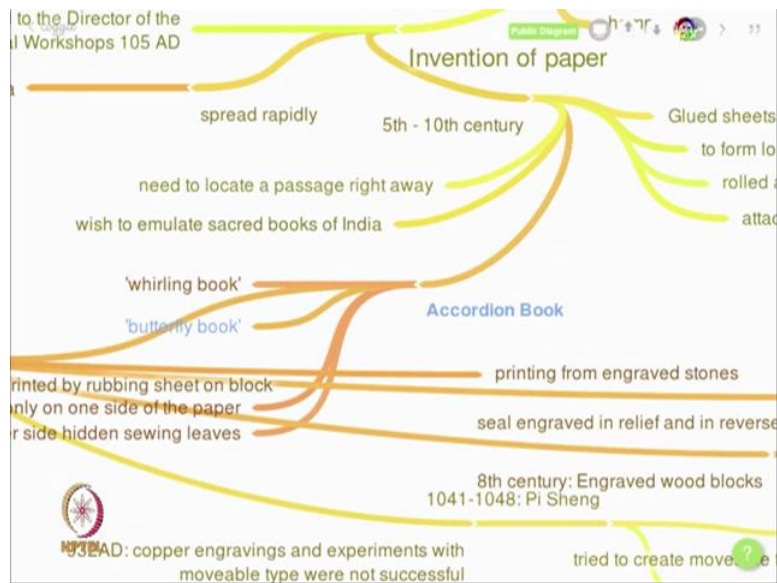 to the Director of the
l Workshops 105 AD
coggle
Public Diagram
Invention of paper
spread rapidly
5th - 10th century
Glued sheets
to form lo
rolled a
attac
need to locate a passage right away
wish to emulate sacred books of India
'whirling book'
'butterfly book'
Accordion Book
printing from engraved stones
rinted by rubbing sheet on block
nly on one side of the paper
r side hidden sewing leaves
seal engraved in relief and in reverse
8th century: Engraved wood blocks
1041-1048: Pi Sheng
NPTEL
932AD: copper engravings and experiments with
moveable type were not successful
tried to create move
?